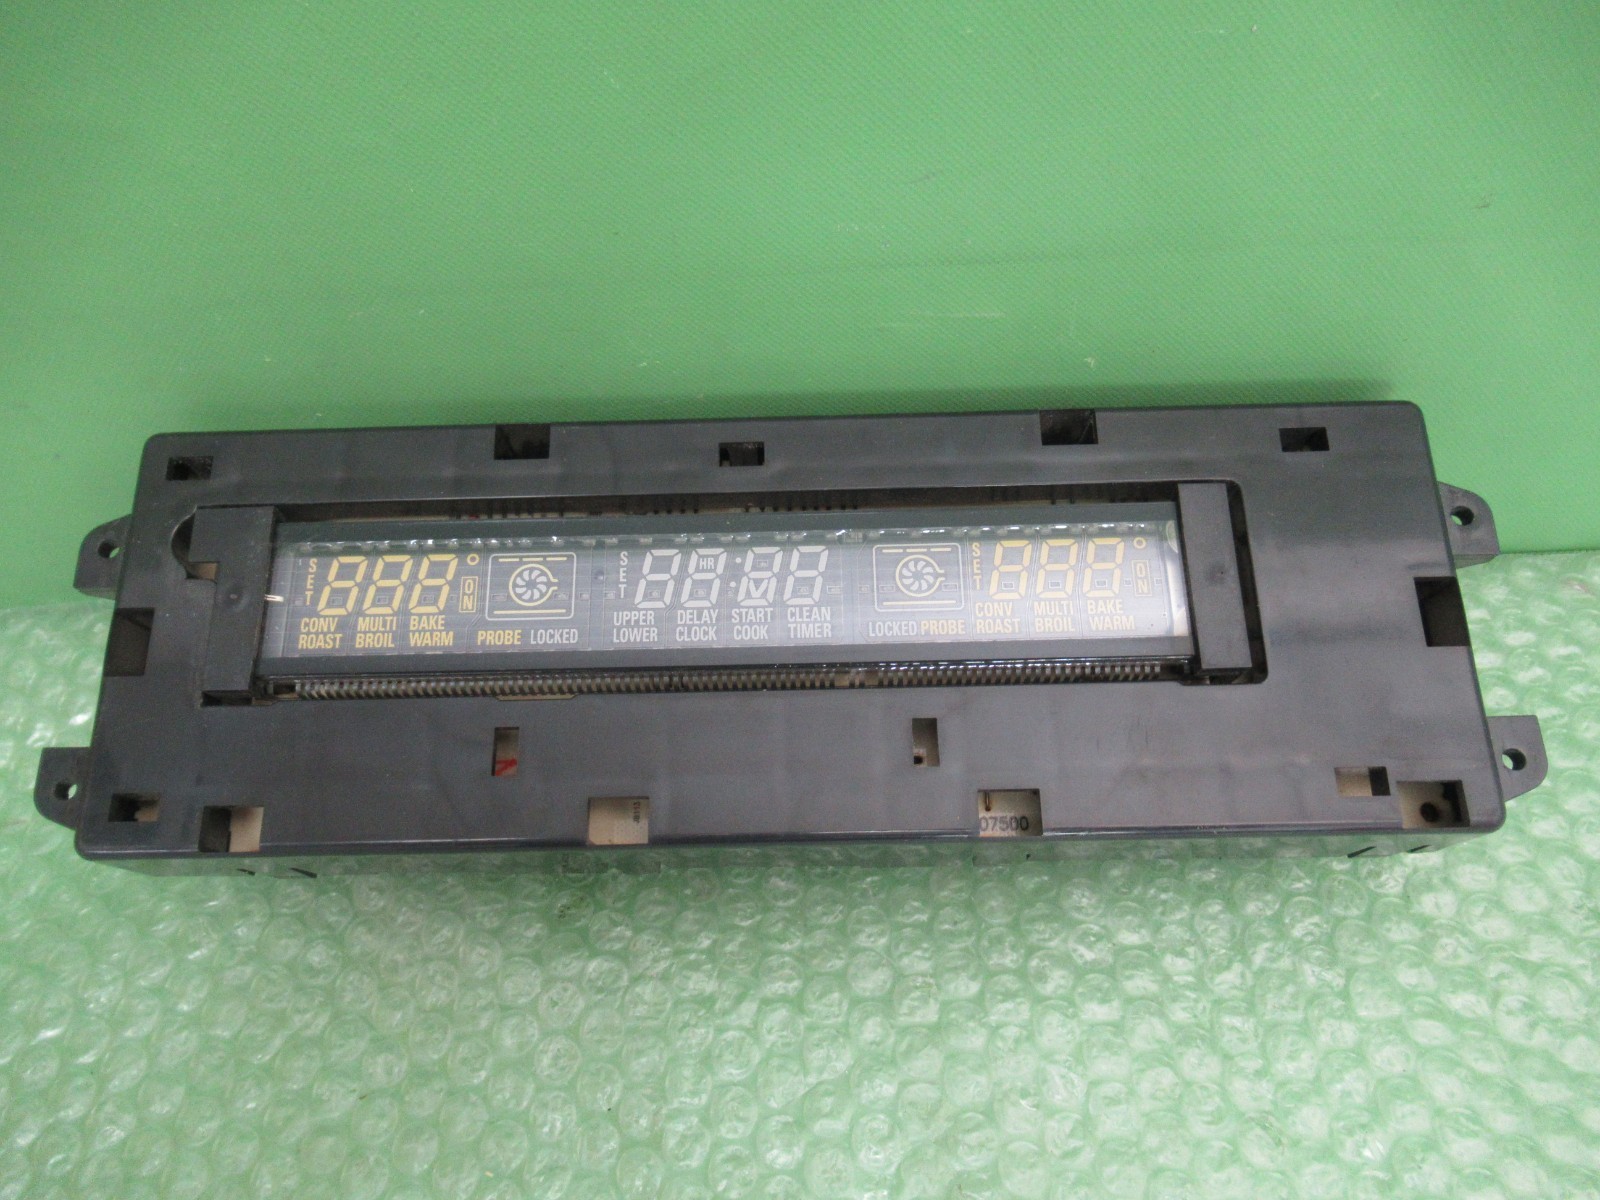 SET 888° ON
CONV MULTI BAKE
ROAST BROIL WARM PROBE LOCKED
SET 88 HR :88
UPPER DELAY START CLEAN
LOWER CLOCK COOK TIMER
SET 888° ON
CONV MULTI BAKE
LOCKED PROBE ROAST BROIL WARM
07500